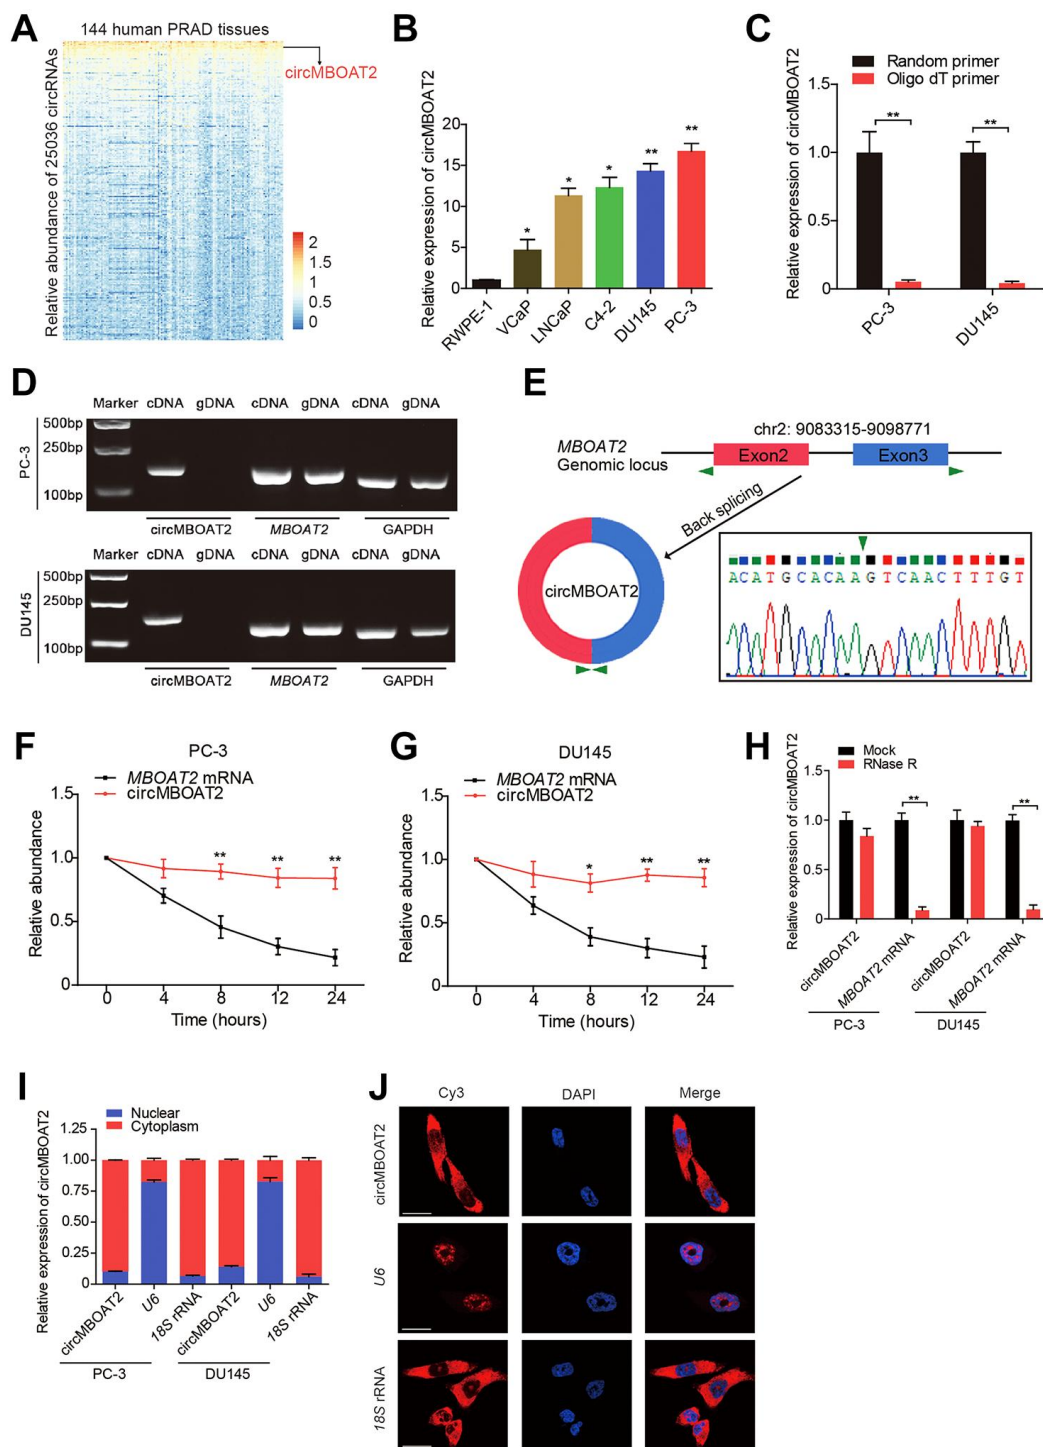 A
144 human PRAD tissues
Relative abundance of 25036 circRNAs
circMBOAT2
2
1.5
1
0.5
0
B
Relative expression of circMBOAT2
20
15
10
5
0
*
*
*
**
**
RWPE-1
VCaP
LNCaP
C4-2
DU145
PC-3
C
Relative expression of circMBOAT2
Random primer
Oligo dT primer
1.5
1.0
0.5
0
**
**
PC-3
DU145
D
Marker cDNA gDNA cDNA gDNA cDNA gDNA
PC-3
500bp
250bp
100bp
circMBOAT2 MBOAT2 GAPDH
Marker cDNA gDNA cDNA gDNA cDNA gDNA
DU145
500bp
250bp
100bp
circMBOAT2 MBOAT2 GAPDH
E
chr2: 9083315-9098771
MBOAT2
Genomic locus
Exon2
Exon3
Back splicing
circMBOAT2
ACATGCACAAGTCAACTTTGT
F
PC-3
MBOAT2 mRNA
circMBOAT2
Relative abundance
1.5
1.0
0.5
0
** ** **
0 4 8 12 24
Time (hours)
G
DU145
MBOAT2 mRNA
circMBOAT2
Relative abundance
1.5
1.0
0.5
0
* ** **
0 4 8 12 24
Time (hours)
H
Relative expression of circMBOAT2
Mock
RNase R
1.5
1.0
0.5
0
**
**
circMBOAT2
MBOAT2 mRNA
circMBOAT2
MBOAT2 mRNA
PC-3
DU145
I
Relative expression of circMBOAT2
Nuclear
Cytoplasm
1.25
1.00
0.75
0.50
0.25
0
circMBOAT2
U6
18S rRNA
circMBOAT2
U6
18S rRNA
PC-3
DU145
J
Cy3 DAPI Merge
circMBOAT2
U6
18S rRNA